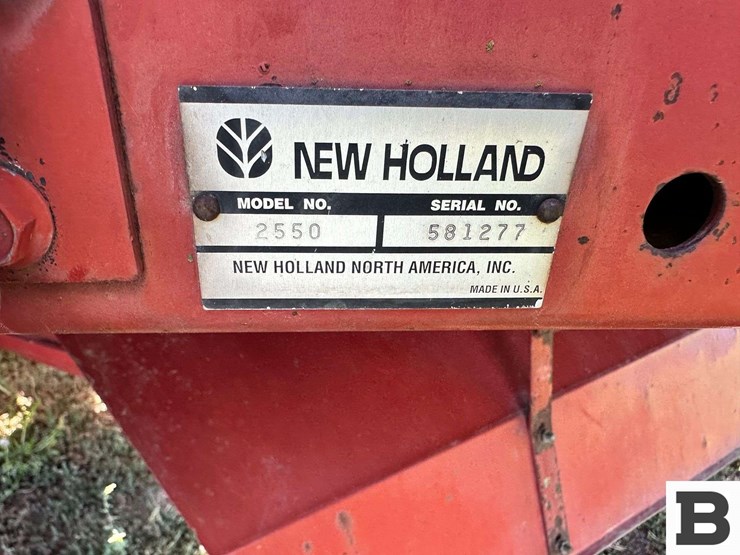 NEW HOLLAND
MODEL NO. SERIAL NO.
2550 581277
NEW HOLLAND NORTH AMERICA, INC.
MADE IN U.S.A.
B